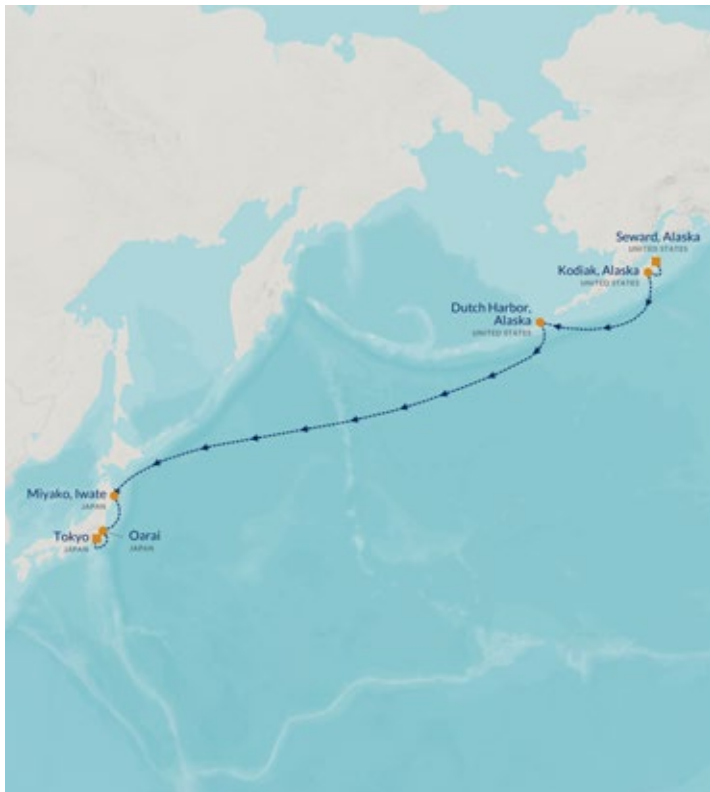 Seward, Alaska
UNITED STATES
Kodiak, Alaska
UNITED STATES
Dutch Harbor,
Alaska
UNITED STATES
Miyako, Iwate
JAPAN
Tokyo
JAPAN
Oarai
JAPAN